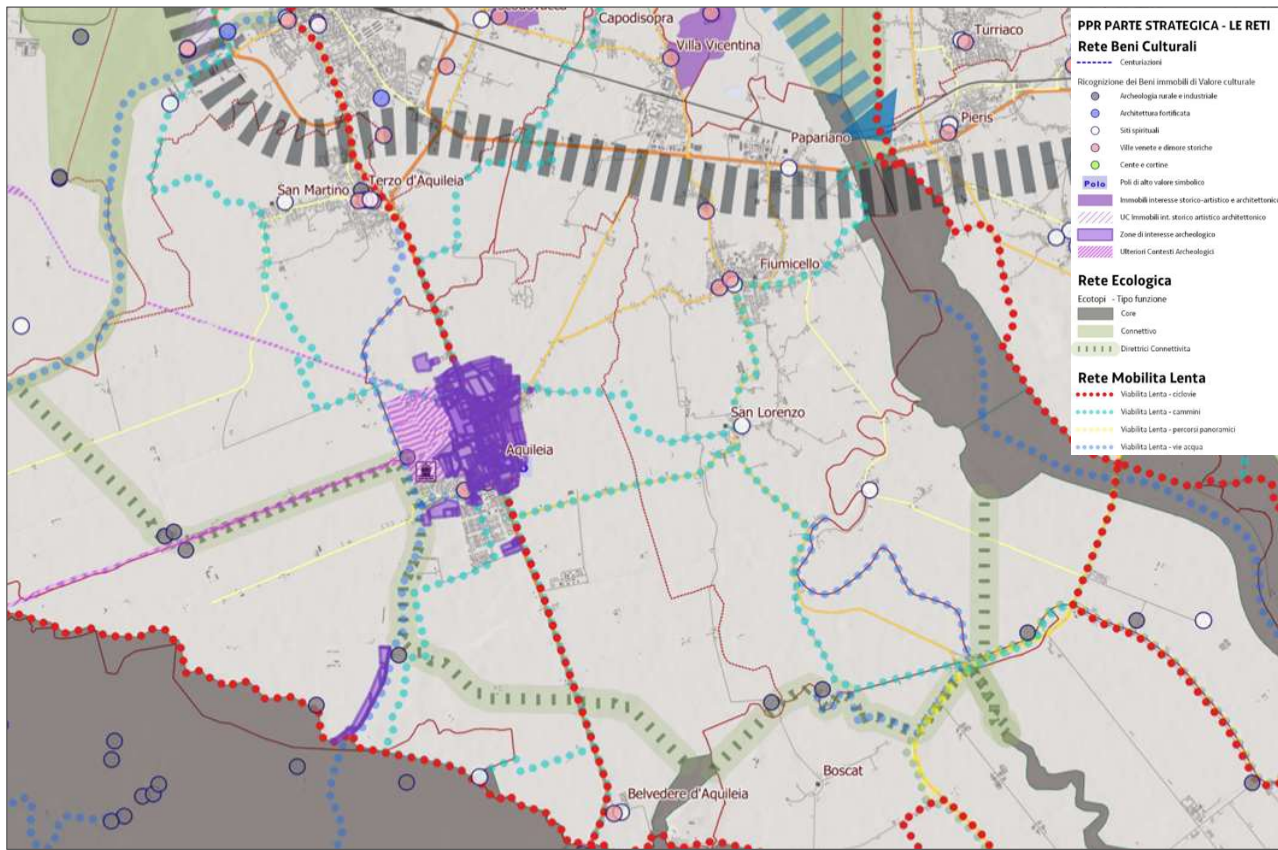 Capodisopra
Villa Vicentina
Turriaco
Pieris
Papariano
San Martino
Terzo d'Aquileia
Fiumicello
San Lorenzo
Aquileia
Boscat
Belvedere d'Aquileia
PPR PARTE STRATEGICA - LE RETI
Rete Beni Culturali
Centuriazioni
Ricognizione dei Beni immobili di Valore culturale
Archeologia rurale e industriale
Architettura fortificata
Siti spirituali
Ville venete e dimore storiche
Cente e cortine
Polo Poli di alto valore simbolico
Immobili interesse storico-artistico e architettonico
UC Immobili int. storico artistico architettonico
Zone di interesse archeologico
Ulteriori Contesti Archeologici
Rete Ecologica
Ecotopi - Tipo funzione
Core
Connettivo
Direttrici Connettivita
Rete Mobilita Lenta
Viabilita Lenta - ciclovie
Viabilita Lenta - cammini
Viabilita Lenta - percorsi panoramici
Viabilita Lenta - vie acqua